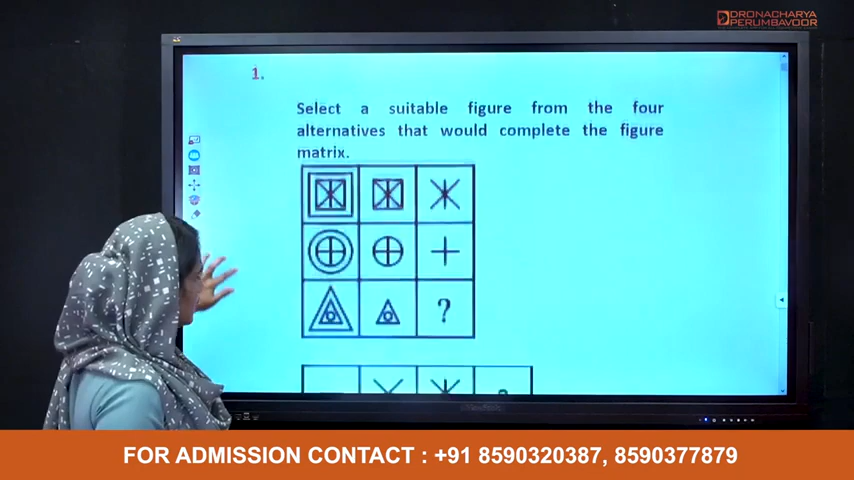 DRONACHARYA
PERUMBAVOOR
1.
Select a suitable figure from the four
alternatives that would complete the figure
matrix.
?
FOR ADMISSION CONTACT : +91 8590320387, 8590377879